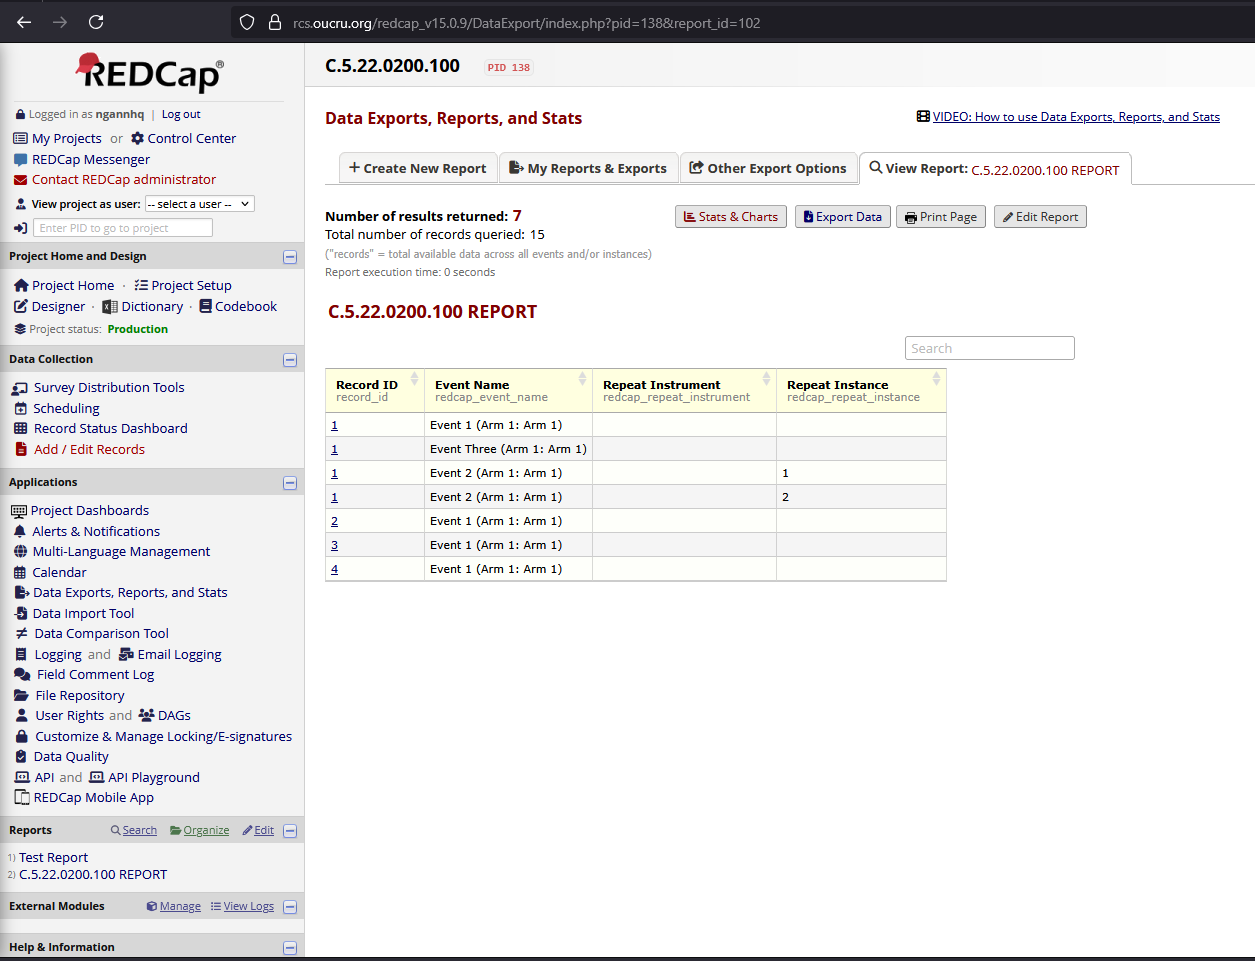 rcs.oucru.org/redcap_v15.0.9/DataExport/index.php?pid=138&report_id=102
REDCap®
Logged in as ngannhq | Log out
My Projects or Control Center
REDCap Messenger
Contact REDCap administrator
View project as user: -- select a user --
Enter PID to go to project
Project Home and Design
Project Home · Project Setup
Designer · Dictionary · Codebook
Project status: Production
Data Collection
Survey Distribution Tools
Scheduling
Record Status Dashboard
Add / Edit Records
Applications
Project Dashboards
Alerts & Notifications
Multi-Language Management
Calendar
Data Exports, Reports, and Stats
Data Import Tool
Data Comparison Tool
Logging and Email Logging
Field Comment Log
File Repository
User Rights and DAGs
Customize & Manage Locking/E-signatures
Data Quality
API and API Playground
REDCap Mobile App
Reports Search Organize Edit
1) Test Report
2) C.5.22.0200.100 REPORT
External Modules Manage View Logs
Help & Information
C.5.22.0200.100 PID 138
Data Exports, Reports, and Stats
VIDEO: How to use Data Exports, Reports, and Stats
+ Create New Report My Reports & Exports Other Export Options View Report: C.5.22.0200.100 REPORT
Number of results returned: 7
Total number of records queried: 15
("records" = total available data across all events and/or instances)
Report execution time: 0 seconds
Stats & Charts Export Data Print Page Edit Report
C.5.22.0200.100 REPORT
Search
Record ID Event Name Repeat Instrument Repeat Instance
record_id redcap_event_name redcap_repeat_instrument redcap_repeat_instance
1 Event 1 (Arm 1: Arm 1)
1 Event Three (Arm 1: Arm 1)
1 Event 2 (Arm 1: Arm 1) 1
1 Event 2 (Arm 1: Arm 1) 2
2 Event 1 (Arm 1: Arm 1)
3 Event 1 (Arm 1: Arm 1)
4 Event 1 (Arm 1: Arm 1)